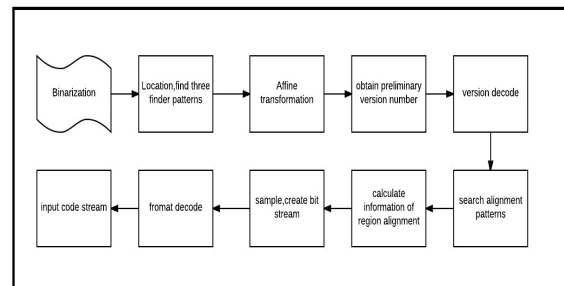 Binarization
Location,find three
finder patterns
Affine
transformation
obtain preliminary
version number
version decode
search alignment
patterns
calculate
information of
region alignment
sample,create bit
stream
fromat decode
input code stream